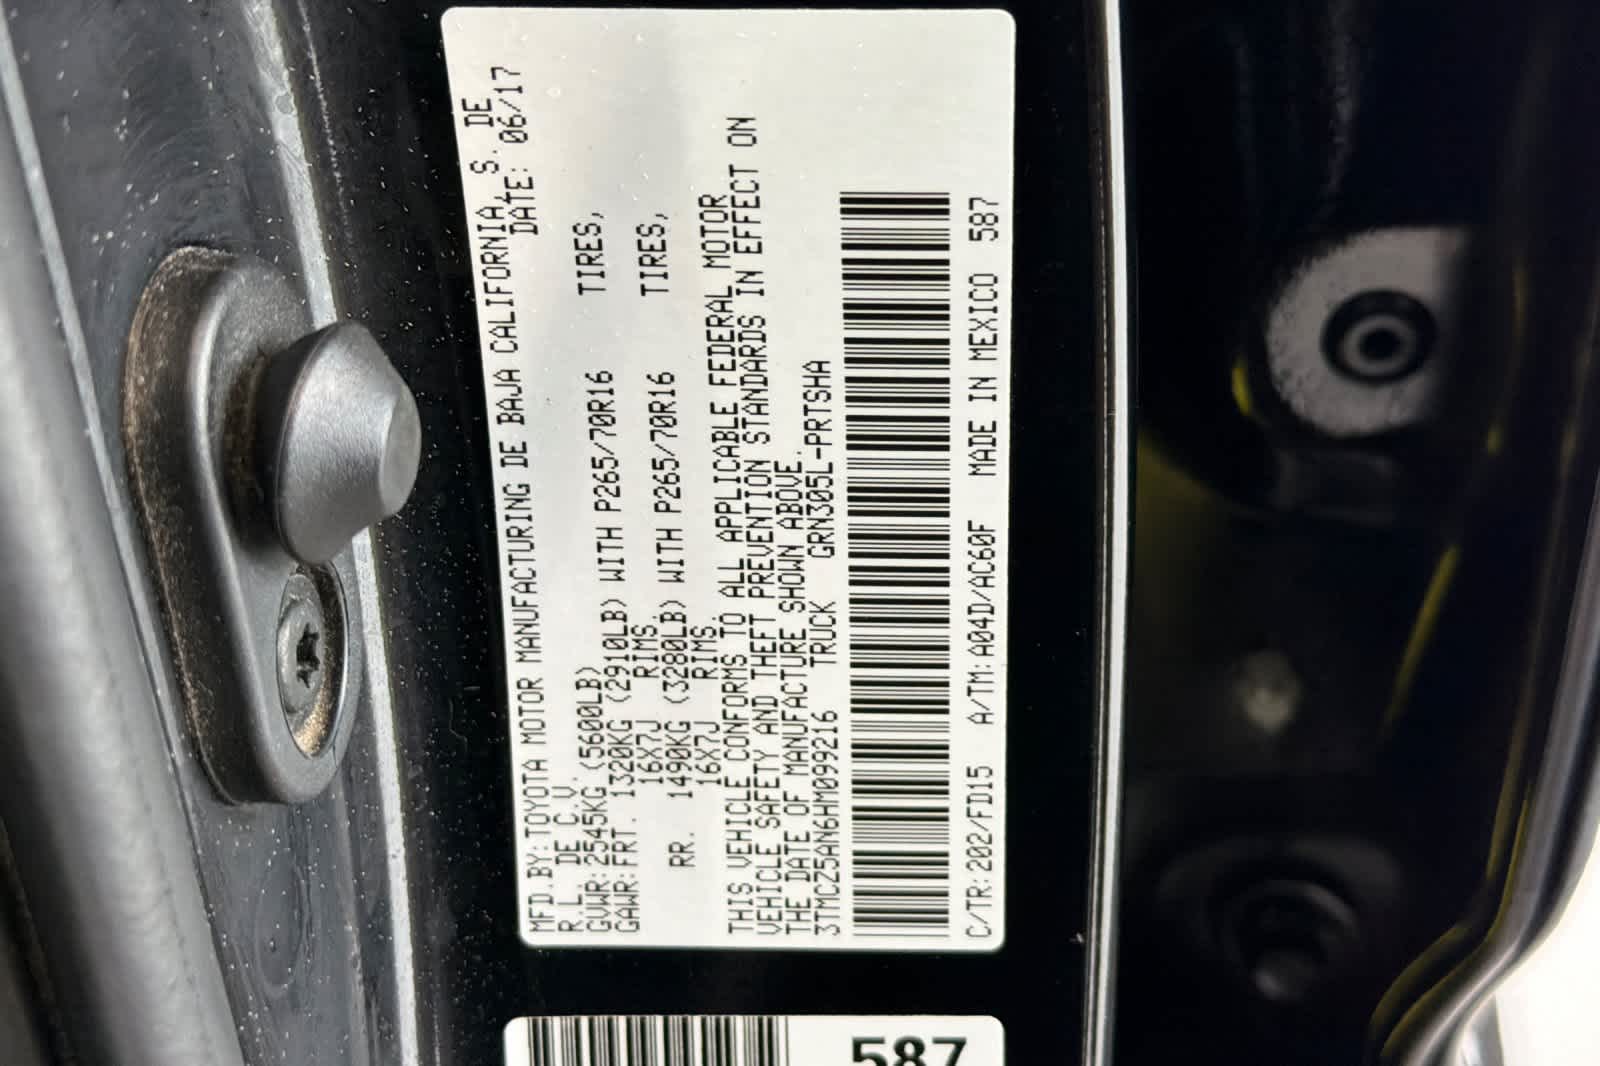 MFD.BY:TOYOTA MOTOR MANUFACTURING DE BAJA CALIFORNIA, S. DE
R.L. DE C.V. DATE: 06/17
GVWR:2545KG (5600LB)
GAWR:FRT. 1320KG (2910LB) WITH P265/70R16 TIRES,
16X7J RIMS.
RR. 1490KG (3280LB) WITH P265/70R16 TIRES,
16X7J RIMS.
THIS VEHICLE CONFORMS TO ALL APPLICABLE FEDERAL MOTOR
VEHICLE SAFETY AND THEFT PREVENTION STANDARDS IN EFFECT ON
THE DATE OF MANUFACTURE SHOWN ABOVE.
3TMCZ5AN6HM099216 TRUCK GRN305L-PRTSHA
C/TR:202/FD15 A/TM:A04D/AC60F MADE IN MEXICO 587
587